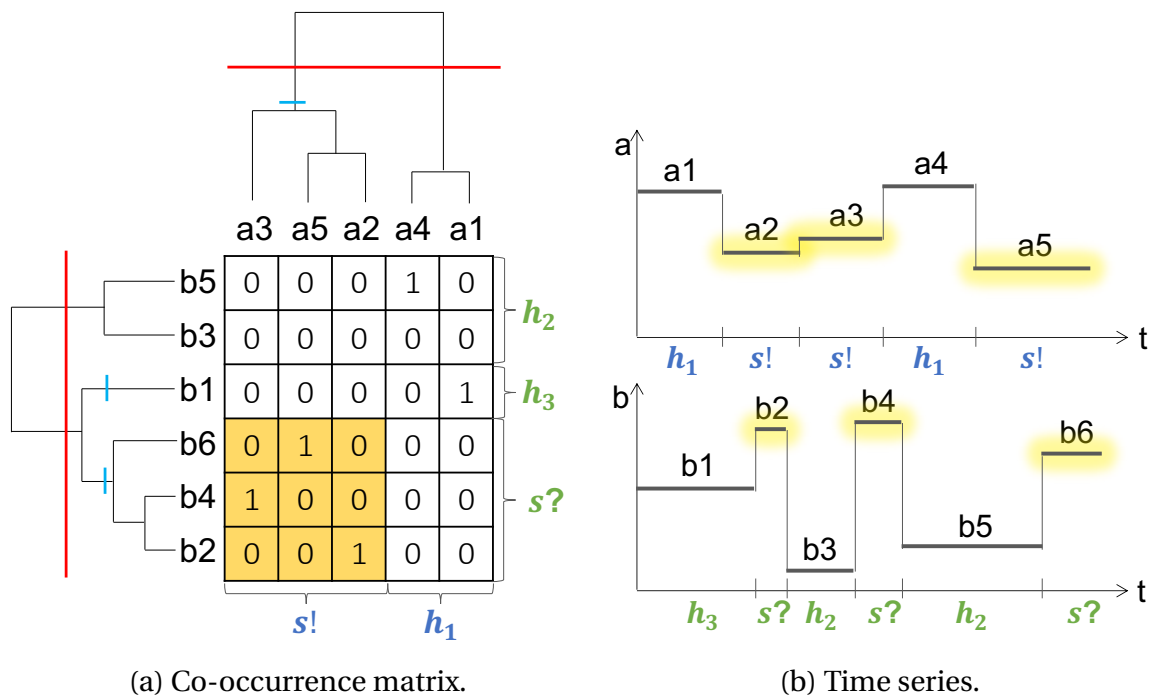 a3 a5 a2 a4 a1
b5 0 0 0 1 0
b3 0 0 0 0 0
h₂
b1 0 0 0 0 1 h₃
b6 0 1 0 0 0
b4 1 0 0 0 0 s?
b2 0 0 1 0 0
s! h₁
(a) Co-occurrence matrix.
a
a1 a2 a3 a4 a5
t
h₁ s! s! h₁ s!
b
b1 b2 b3 b4 b5 b6
t
h₃ s? h₂ s? h₂ s?
(b) Time series.